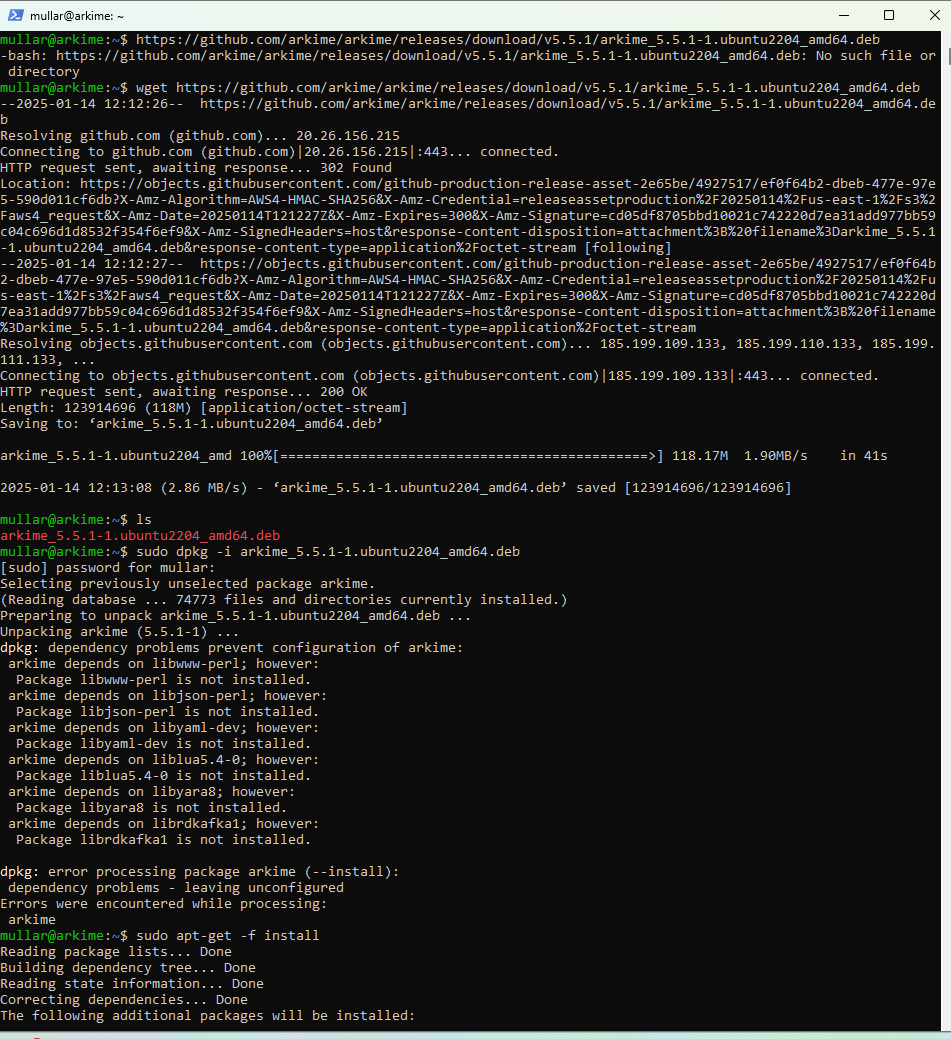 mullar@arkime: ~
mullar@arkime:~$ https://github.com/arkime/arkime/releases/download/v5.5.1/arkime_5.5.1-1.ubuntu2204_amd64.deb
-bash: https://github.com/arkime/arkime/releases/download/v5.5.1/arkime_5.5.1-1.ubuntu2204_amd64.deb: No such file or
 directory
mullar@arkime:~$ wget https://github.com/arkime/arkime/releases/download/v5.5.1/arkime_5.5.1-1.ubuntu2204_amd64.deb
--2025-01-14 12:12:26--  https://github.com/arkime/arkime/releases/download/v5.5.1/arkime_5.5.1-1.ubuntu2204_amd64.de
b
Resolving github.com (github.com)... 20.26.156.215
Connecting to github.com (github.com)|20.26.156.215|:443... connected.
HTTP request sent, awaiting response... 302 Found
Location: https://objects.githubusercontent.com/github-production-release-asset-2e65be/4927517/ef0f64b2-dbeb-477e-97e
5-590d011cf6db?X-Amz-Algorithm=AWS4-HMAC-SHA256&X-Amz-Credential=releaseassetproduction%2F20250114%2Fus-east-1%2Fs3%2
Faws4_request&X-Amz-Date=20250114T121227Z&X-Amz-Expires=300&X-Amz-Signature=cd05df8705bbd10021c742220d7ea31add977bb59
c04c696d1d8532f354f6ef9&X-Amz-SignedHeaders=host&response-content-disposition=attachment%3B%20filename%3Darkime_5.5.1
-1.ubuntu2204_amd64.deb&response-content-type=application%2Foctet-stream [following]
--2025-01-14 12:12:27--  https://objects.githubusercontent.com/github-production-release-asset-2e65be/4927517/ef0f64b
2-dbeb-477e-97e5-590d011cf6db?X-Amz-Algorithm=AWS4-HMAC-SHA256&X-Amz-Credential=releaseassetproduction%2F20250114%2Fu
s-east-1%2Fs3%2Faws4_request&X-Amz-Date=20250114T121227Z&X-Amz-Expires=300&X-Amz-Signature=cd05df8705bbd10021c742220d
7ea31add977bb59c04c696d1d8532f354f6ef9&X-Amz-SignedHeaders=host&response-content-disposition=attachment%3B%20filename
%3Darkime_5.5.1-1.ubuntu2204_amd64.deb&response-content-type=application%2Foctet-stream
Resolving objects.githubusercontent.com (objects.githubusercontent.com)... 185.199.109.133, 185.199.110.133, 185.199.
111.133, ...
Connecting to objects.githubusercontent.com (objects.githubusercontent.com)|185.199.109.133|:443... connected.
HTTP request sent, awaiting response... 200 OK
Length: 123914696 (118M) [application/octet-stream]
Saving to: ‘arkime_5.5.1-1.ubuntu2204_amd64.deb’
arkime_5.5.1-1.ubuntu2204_amd 100%[==============================================>] 118.17M  1.90MB/s    in 41s
2025-01-14 12:13:08 (2.86 MB/s) - ‘arkime_5.5.1-1.ubuntu2204_amd64.deb’ saved [123914696/123914696]
mullar@arkime:~$ ls
arkime_5.5.1-1.ubuntu2204_amd64.deb
mullar@arkime:~$ sudo dpkg -i arkime_5.5.1-1.ubuntu2204_amd64.deb
[sudo] password for mullar:
Selecting previously unselected package arkime.
(Reading database ... 74773 files and directories currently installed.)
Preparing to unpack arkime_5.5.1-1.ubuntu2204_amd64.deb ...
Unpacking arkime (5.5.1-1) ...
dpkg: dependency problems prevent configuration of arkime:
 arkime depends on libwww-perl; however:
  Package libwww-perl is not installed.
 arkime depends on libjson-perl; however:
  Package libjson-perl is not installed.
 arkime depends on libyaml-dev; however:
  Package libyaml-dev is not installed.
 arkime depends on liblua5.4-0; however:
  Package liblua5.4-0 is not installed.
 arkime depends on libyara8; however:
  Package libyara8 is not installed.
 arkime depends on librdkafka1; however:
  Package librdkafka1 is not installed.
dpkg: error processing package arkime (--install):
 dependency problems - leaving unconfigured
Errors were encountered while processing:
 arkime
mullar@arkime:~$ sudo apt-get -f install
Reading package lists... Done
Building dependency tree... Done
Reading state information... Done
Correcting dependencies... Done
The following additional packages will be installed: